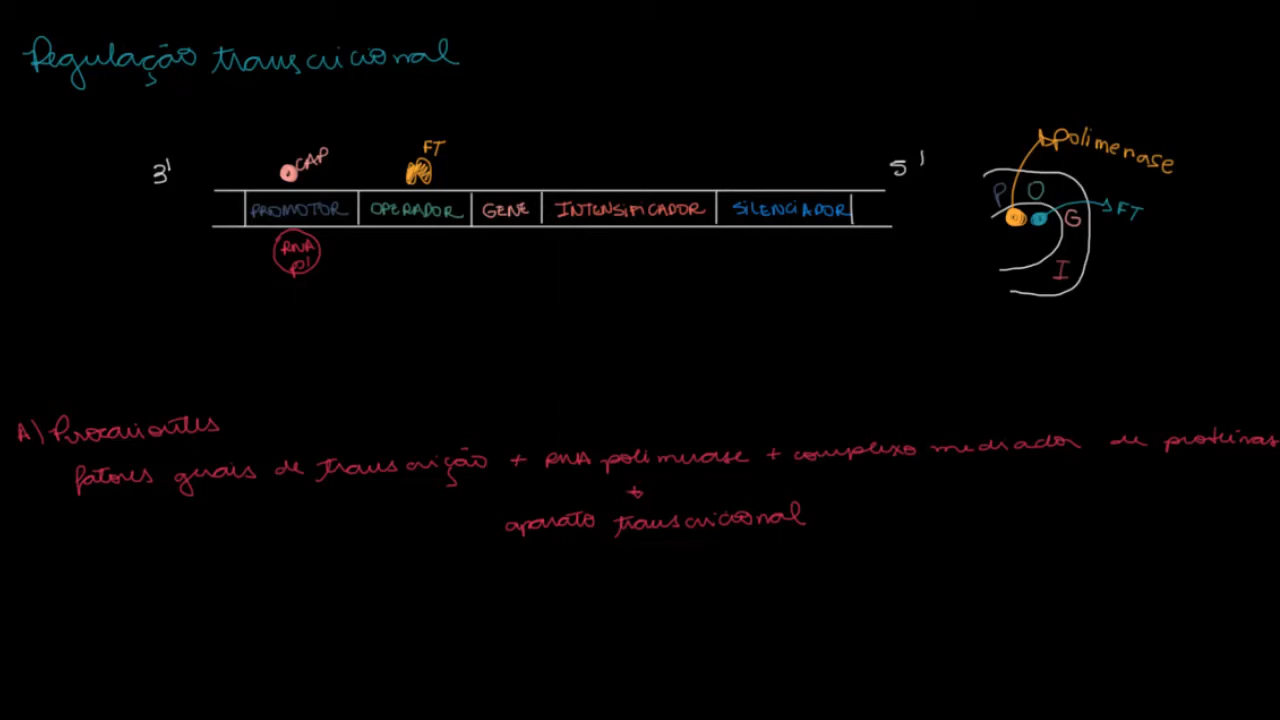 Regulação transcricional
3' CAP FT 5'
PROMOTOR OPERADOR GENE INTENSIFICADOR SILENCIADOR
RNA pol
polimerase
P O G FT
I
A) Procariontes
fatores gerais de transcrição + RNA polimerase + complexo mediador de proteínas
+
aparato transcricional